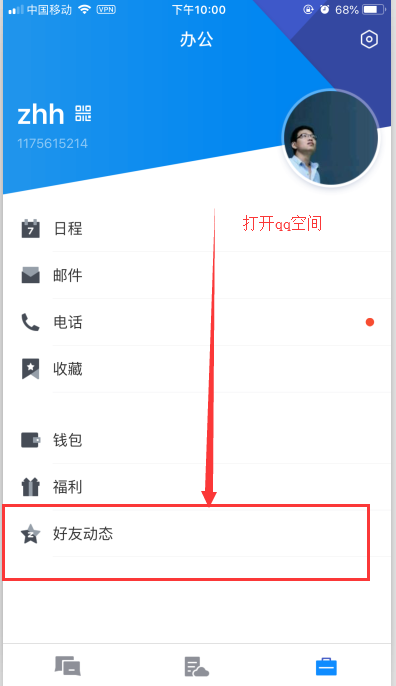 中国移动 VPN 下午10:00 68%
办公
zhh
1175615214
打开qq空间
7 日程
邮件
电话
收藏
钱包
福利
好友动态